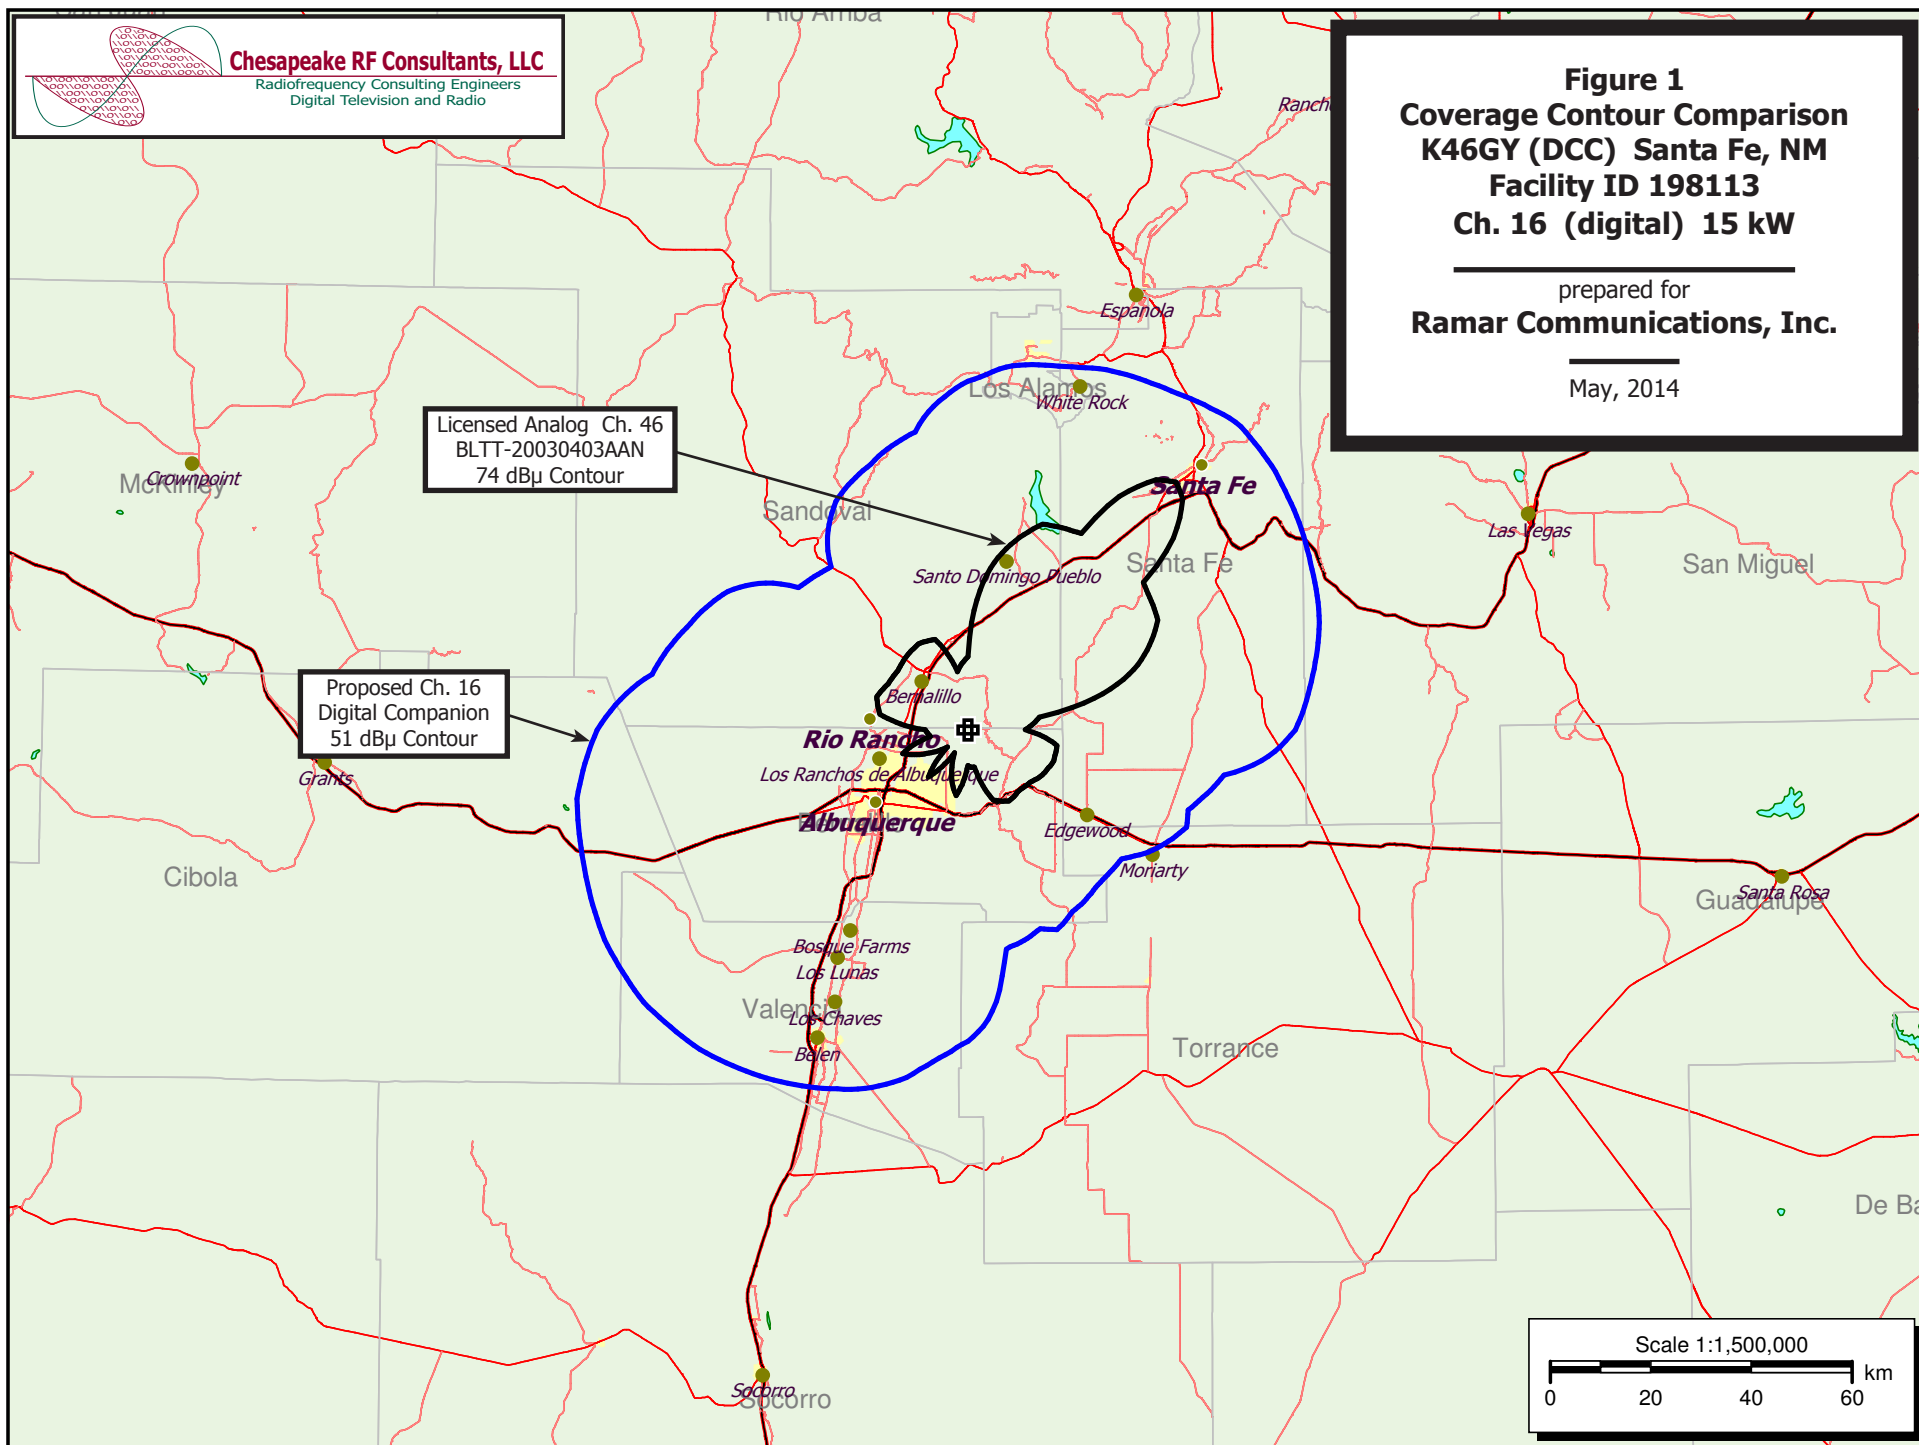 Rio Arriba
Chesapeake RF Consultants, LLC
Radiofrequency Consulting Engineers
Digital Television and Radio
Figure 1
Coverage Contour Comparison
K46GY (DCC) Santa Fe, NM
Facility ID 198113
Ch. 16 (digital) 15 kW
prepared for
Ramar Communications, Inc.
May, 2014
Española
Los Alamos
White Rock
Licensed Analog Ch. 46
BLTT-20030403AAN
74 dBµ Contour
Crownpoint
McKinley
Sandoval
Santa Fe
Las Vegas
San Miguel
Santo Domingo Pueblo
Santa Fe
Proposed Ch. 16
Digital Companion
51 dBµ Contour
Bernalillo
Rio Rancho
Grants
Los Ranchos de Albuquerque
Albuquerque
Edgewood
Moriarty
Cibola
Santa Rosa
Guadalupe
Bosque Farms
Los Lunas
Valencia
Los Chaves
Belen
Torrance
De Ba
Socorro
Socorro
Scale 1:1,500,000
km
0 20 40 60